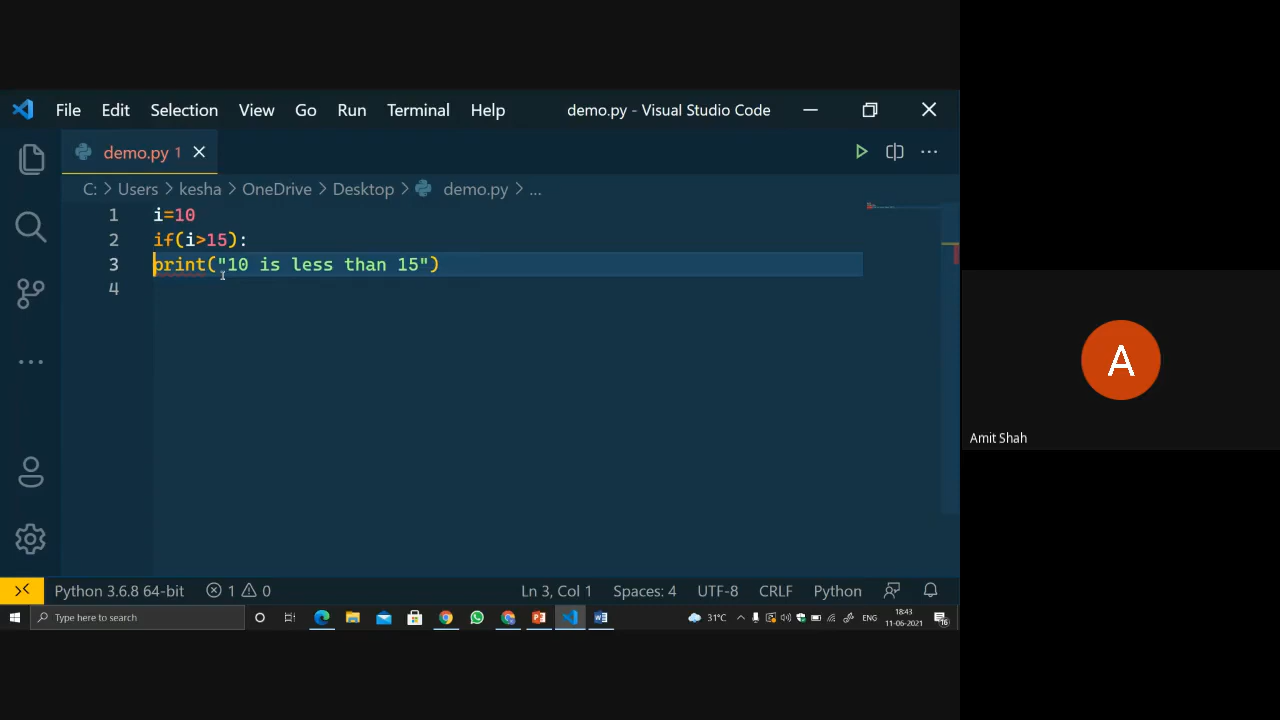 File Edit Selection View Go Run Terminal Help demo.py - Visual Studio Code
demo.py 1
C: > Users > kesha > OneDrive > Desktop > demo.py > ...
1 i=10
2 if(i>15):
3 print("10 is less than 15")
4
A
Amit Shah
Python 3.6.8 64-bit 1 0 Ln 3, Col 1 Spaces: 4 UTF-8 CRLF Python
Type here to search 31°C ENG 18:43
11-06-2021 16